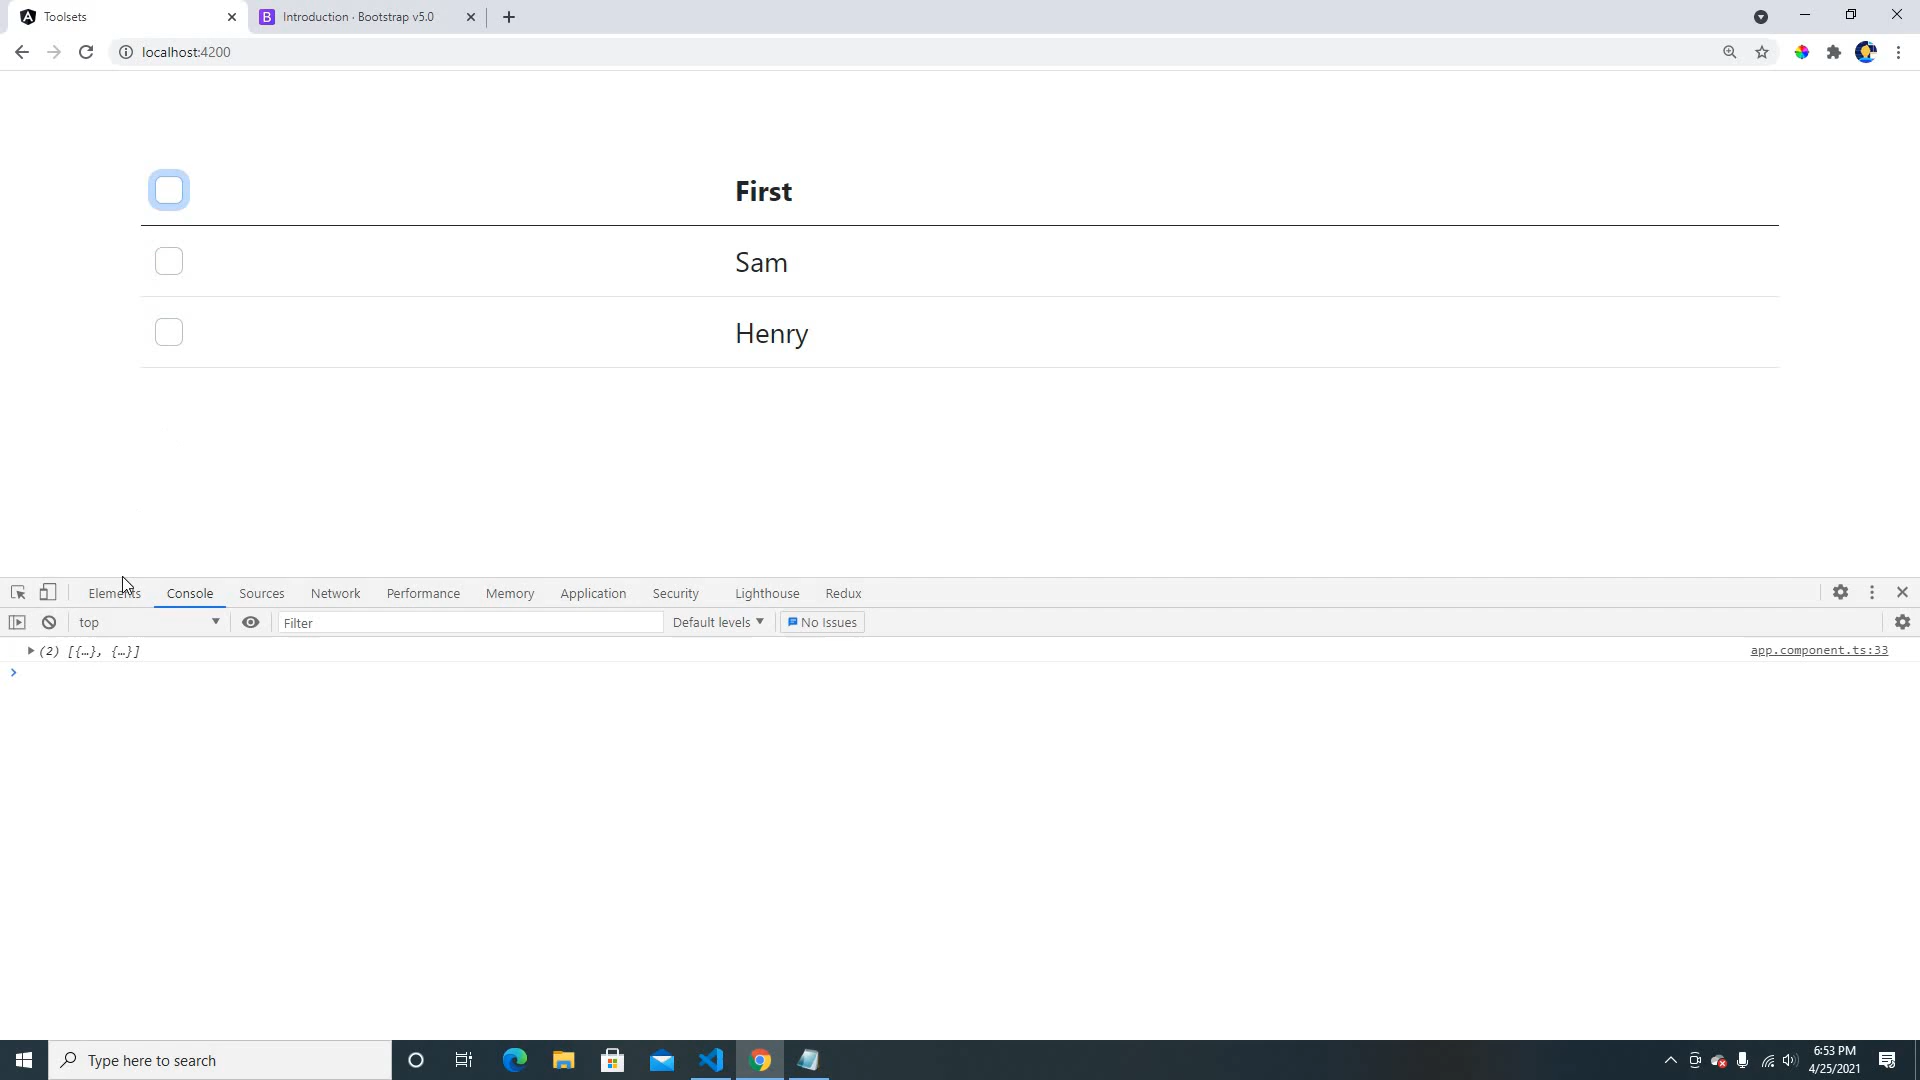 Toolsets
Introduction · Bootstrap v5.0
localhost:4200
First
Sam
Henry
Elements Console Sources Network Performance Memory Application Security Lighthouse Redux
top Filter Default levels No Issues
(2) [{…}, {…}] app.component.ts:33
Type here to search
6:53 PM
4/25/2021